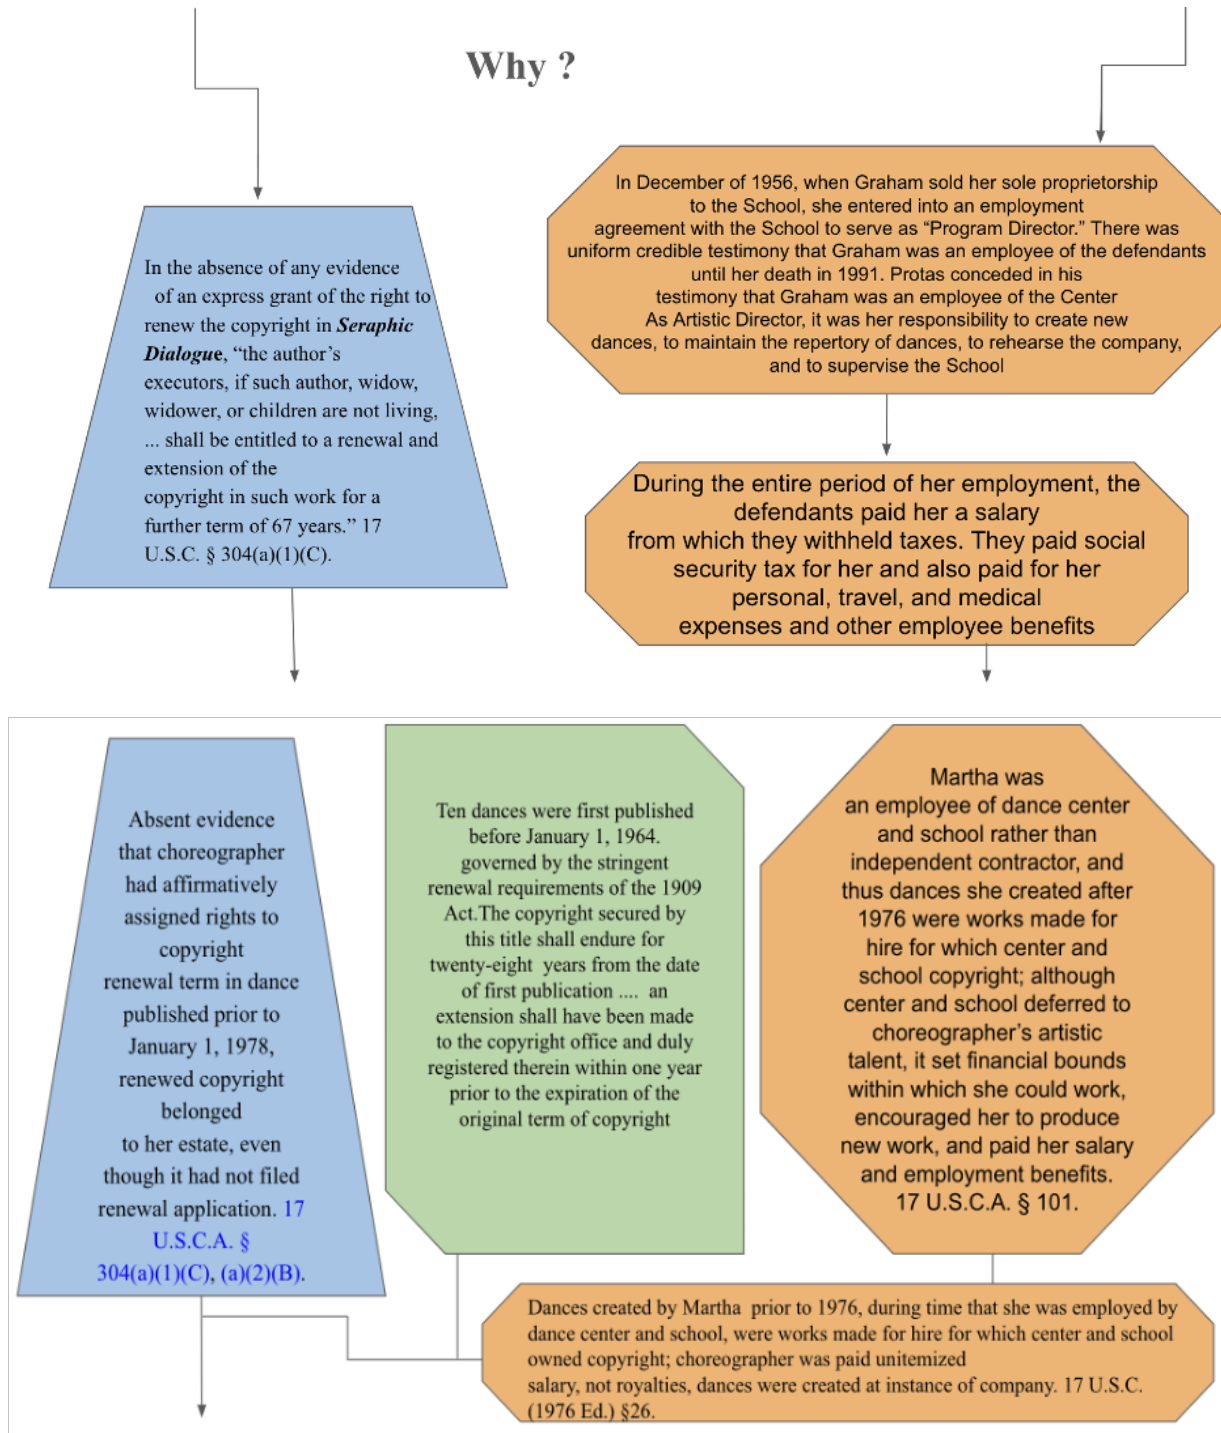 Why ?
In the absence of any evidence
of an express grant of the right to
renew the copyright in Seraphic
Dialogue, “the author’s
executors, if such author, widow,
widower, or children are not living,
... shall be entitled to a renewal and
extension of the
copyright in such work for a
further term of 67 years.” 17
U.S.C. § 304(a)(1)(C).
In December of 1956, when Graham sold her sole proprietorship
to the School, she entered into an employment
agreement with the School to serve as “Program Director.” There was
uniform credible testimony that Graham was an employee of the defendants
until her death in 1991. Protas conceded in his
testimony that Graham was an employee of the Center
As Artistic Director, it was her responsibility to create new
dances, to maintain the repertory of dances, to rehearse the company,
and to supervise the School
During the entire period of her employment, the
defendants paid her a salary
from which they withheld taxes. They paid social
security tax for her and also paid for her
personal, travel, and medical
expenses and other employee benefits
Absent evidence
that choreographer
had affirmatively
assigned rights to
copyright
renewal term in dance
published prior to
January 1, 1978,
renewed copyright
belonged
to her estate, even
though it had not filed
renewal application. 17
U.S.C.A. §
304(a)(1)(C), (a)(2)(B).
Ten dances were first published
before January 1, 1964.
governed by the stringent
renewal requirements of the 1909
Act.The copyright secured by
this title shall endure for
twenty-eight years from the date
of first publication .... an
extension shall have been made
to the copyright office and duly
registered therein within one year
prior to the expiration of the
original term of copyright
Martha was
an employee of dance center
and school rather than
independent contractor, and
thus dances she created after
1976 were works made for
hire for which center and
school copyright; although
center and school deferred to
choreographer’s artistic
talent, it set financial bounds
within which she could work,
encouraged her to produce
new work, and paid her salary
and employment benefits.
17 U.S.C.A. § 101.
Dances created by Martha prior to 1976, during time that she was employed by
dance center and school, were works made for hire for which center and school
owned copyright; choreographer was paid unitemized
salary, not royalties, dances were created at instance of company. 17 U.S.C.
(1976 Ed.) §26.